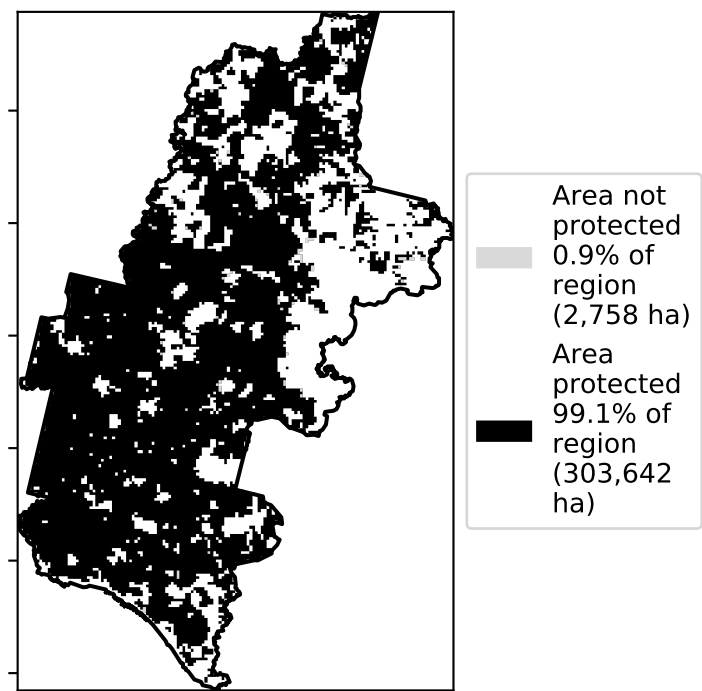 Area not
protected
0.9% of
region
(2,758 ha)
Area
protected
99.1% of
region
(303,642
ha)